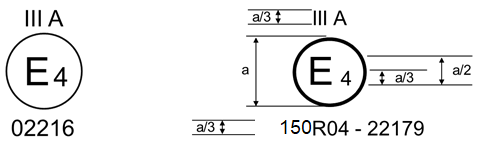 III A
E 4
02216
a/3 III A
a
E 4
a/2
a/3
a/3 150R04 - 22179